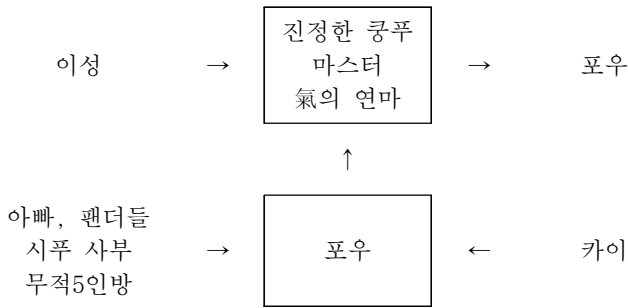 이성 → 진정한 쿵푸 마스터 氣의 연마 → 포우
↑
아빠, 팬더들 시푸 사부 무적5인방 → 포우 ← 카이